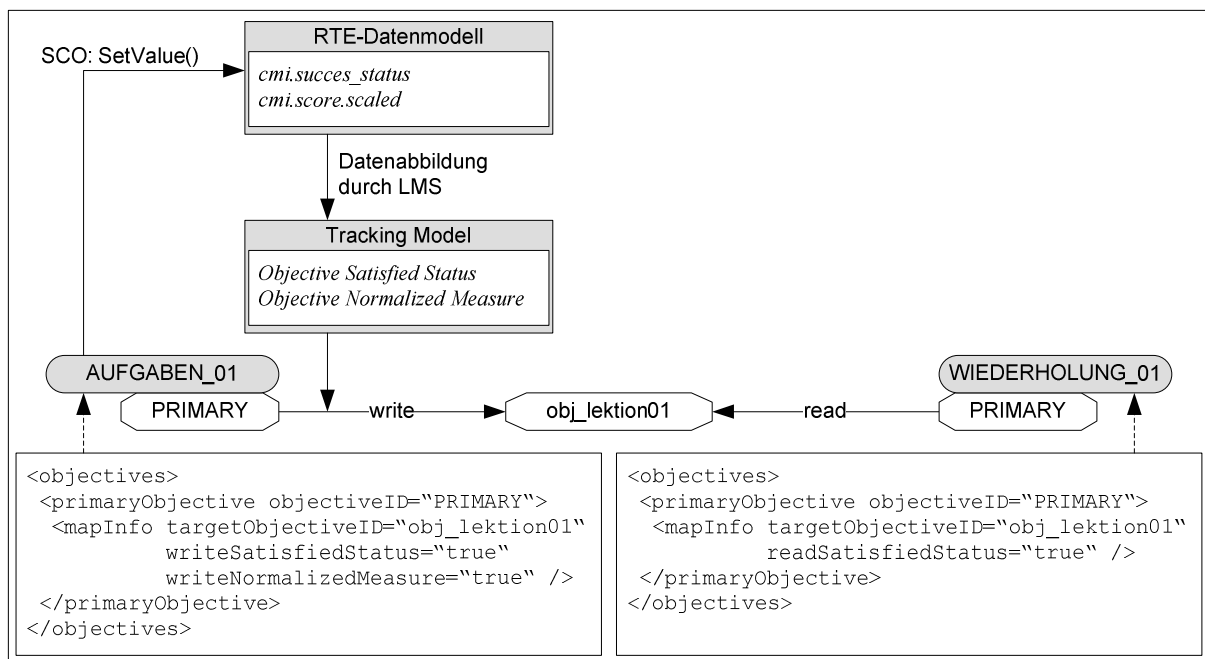 RTE-Datenmodell
SCO: SetValue()
cmi.succes_status
cmi.score.scaled
Datenabbildung
durch LMS
Tracking Model
Objective Satisfied Status
Objective Normalized Measure
AUFGABEN_01
WIEDERHOLUNG_01
PRIMARY
write
obj_lektion01
read
PRIMARY
<objectives>
<primaryObjective objectiveID=“PRIMARY“>
<mapInfo targetObjectiveID=“obj_lektion01“
writeSatisfiedStatus=“true“
writeNormalizedMeasure=“true“ />
</primaryObjective>
</objectives>
<objectives>
<primaryObjective objectiveID=“PRIMARY“>
<mapInfo targetObjectiveID=“obj_lektion01“
readSatisfiedStatus=“true“ />
</primaryObjective>
</objectives>